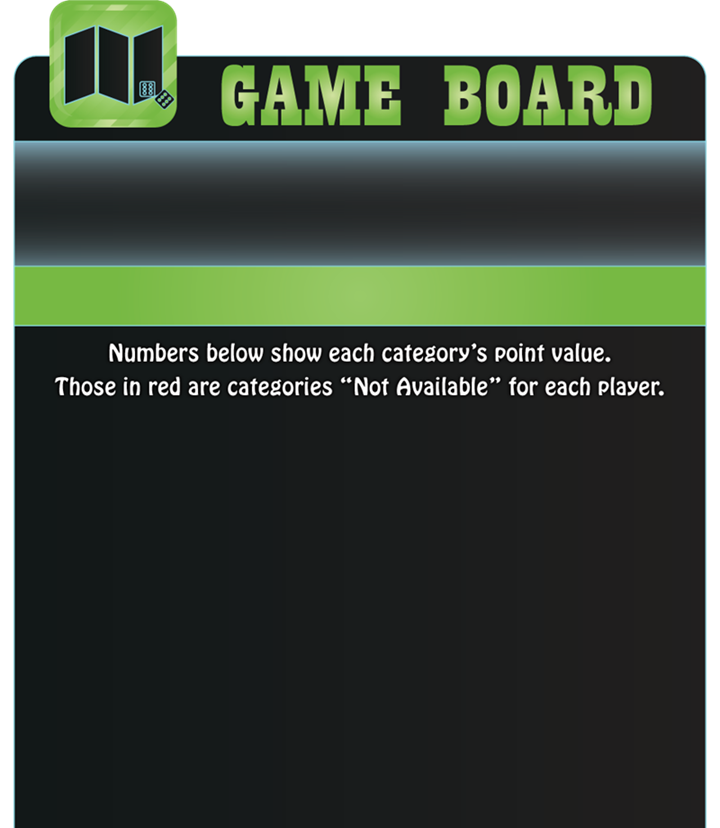 GAME BOARD
Numbers below show each category's point value.
Those in red are categories “Not Available” for each player.